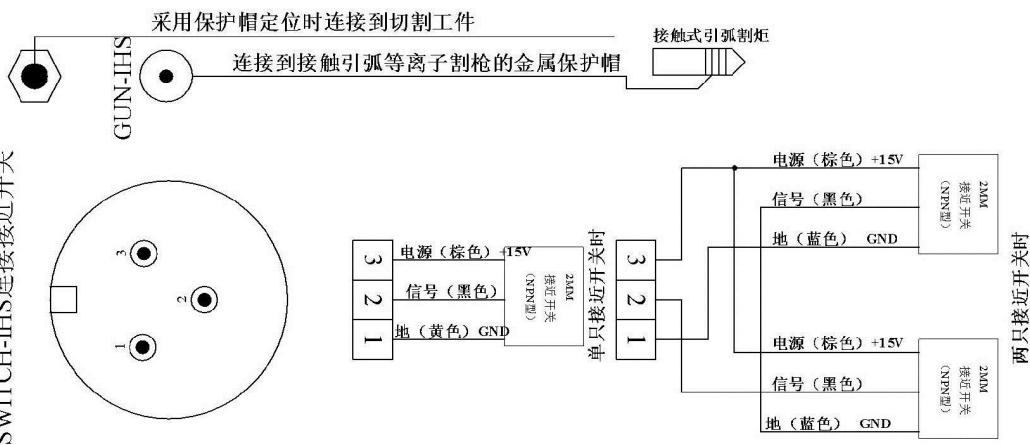 采用保护帽定位时连接到切割工件
GUN-IHS
连接到接触引弧等离子割枪的金属保护帽
接触式引弧割炬
SWITCH-IHS连接接近开关
3
2
1
3
2
1
电源（棕色）+15V
信号（黑色）
地（黄色）GND
2MM
接近开关
（NPN型）
单只接近开关时
3
2
1
电源（棕色）+15V
信号（黑色）
地（蓝色） GND
2MM
接近开关
（NPN型）
电源（棕色）+15V
信号（黑色）
地（蓝色） GND
2MM
接近开关
（NPN型）
两只接近开关时